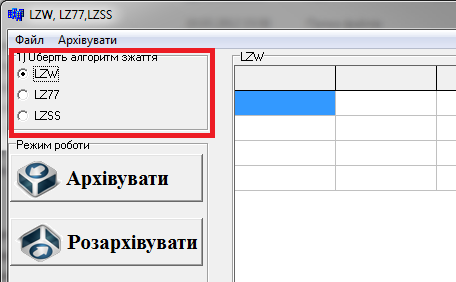 LZW, LZ77,LZSS
Файл Архівувати
1) Уберіть алгоритм зжаття
LZW
LZ77
LZSS
Режим роботи
Архівувати
Розархівувати
LZW